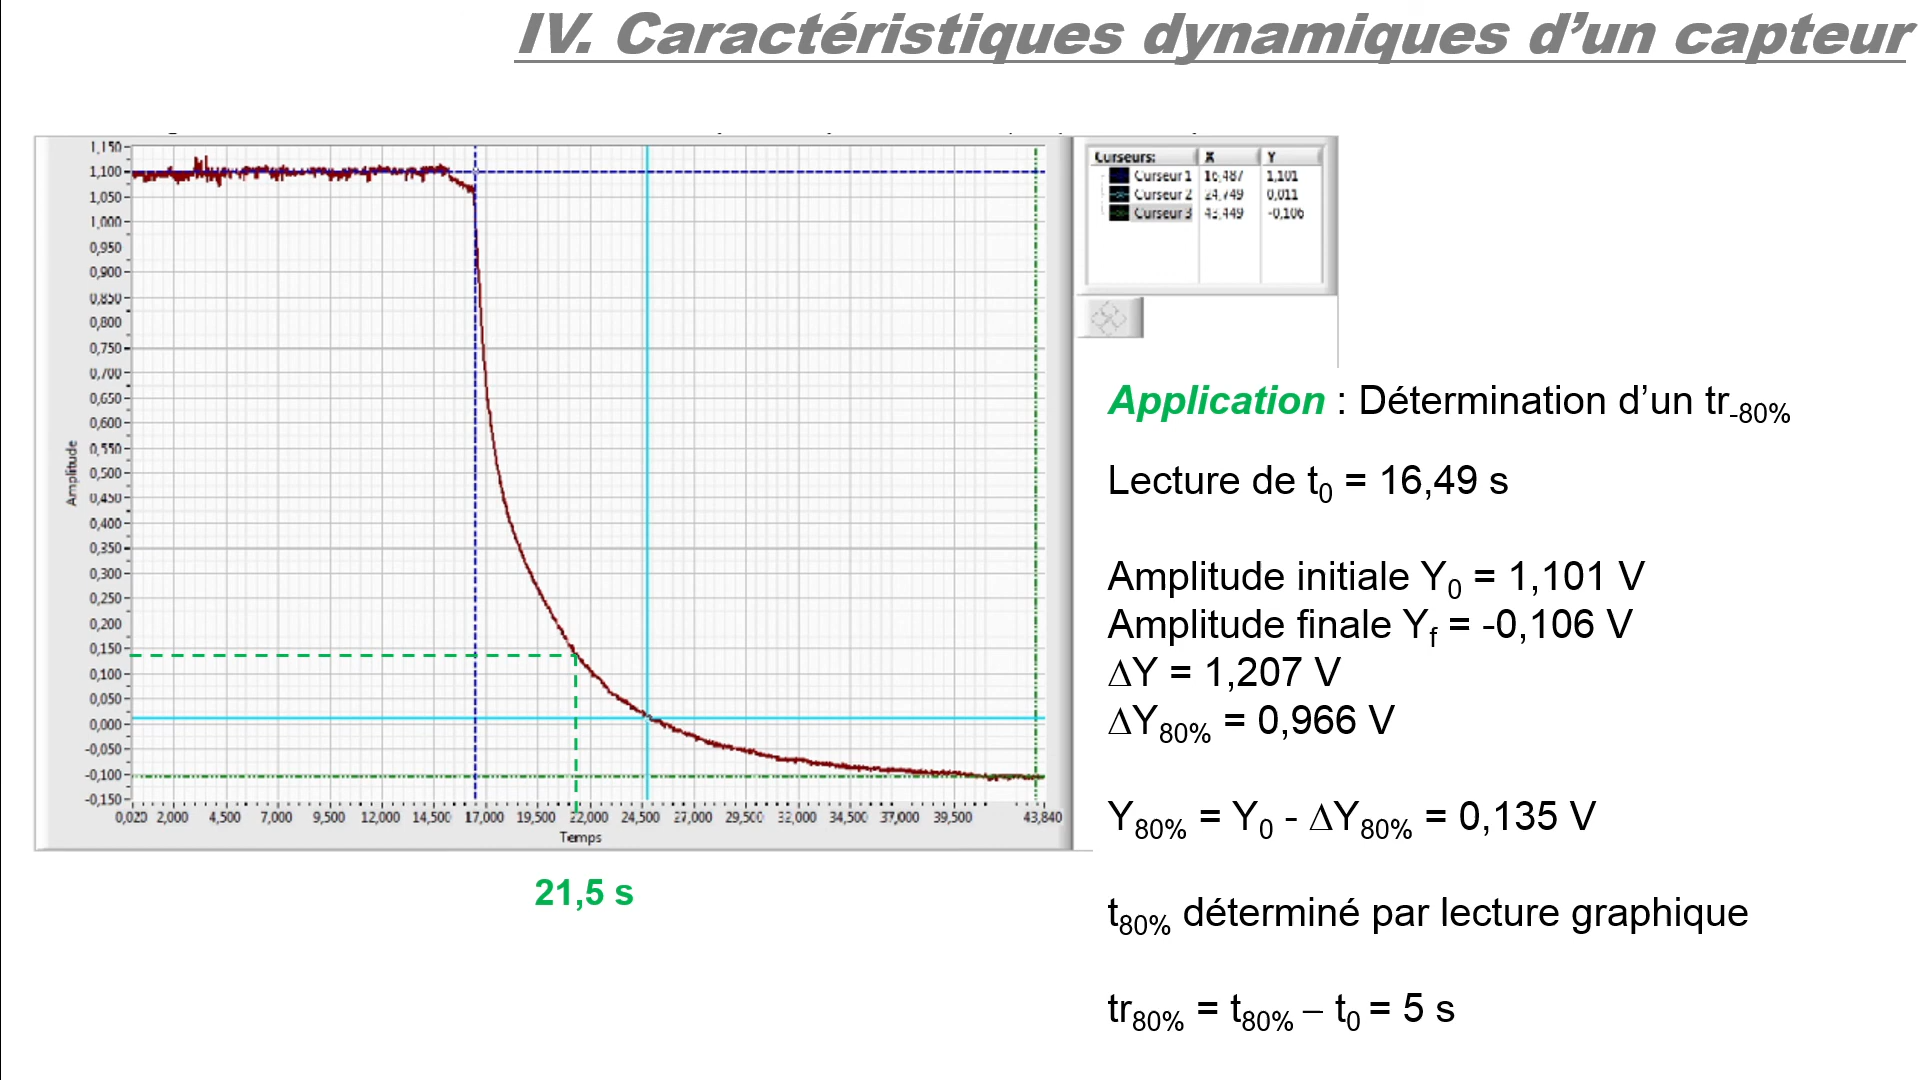 IV. Caractéristiques dynamiques d’un capteur
1,150
1,100
1,050
1,000
0,950
0,900
0,850
0,800
0,750
0,700
0,650
0,600
0,550
0,500
0,450
0,400
0,350
0,300
0,250
0,200
0,150
0,100
0,050
0,000
-0,050
-0,100
-0,150
Amplitude
0,020 2,000 4,500 7,000 9,500 12,000 14,500 17,000 19,500 22,000 24,500 27,000 29,500 32,000 34,500 37,000 39,500 43,840
Temps
21,5 s
Curseurs: X Y
Curseur 1 16,487 1,101
Curseur 2 24,749 0,011
Curseur 3 43,449 -0,106
Application : Détermination d’un tr-80%
Lecture de t0 = 16,49 s
Amplitude initiale Y0 = 1,101 V
Amplitude finale Yf = -0,106 V
ΔY = 1,207 V
ΔY80% = 0,966 V
Y80% = Y0 - ΔY80% = 0,135 V
t80% déterminé par lecture graphique
tr80% = t80% – t0 = 5 s